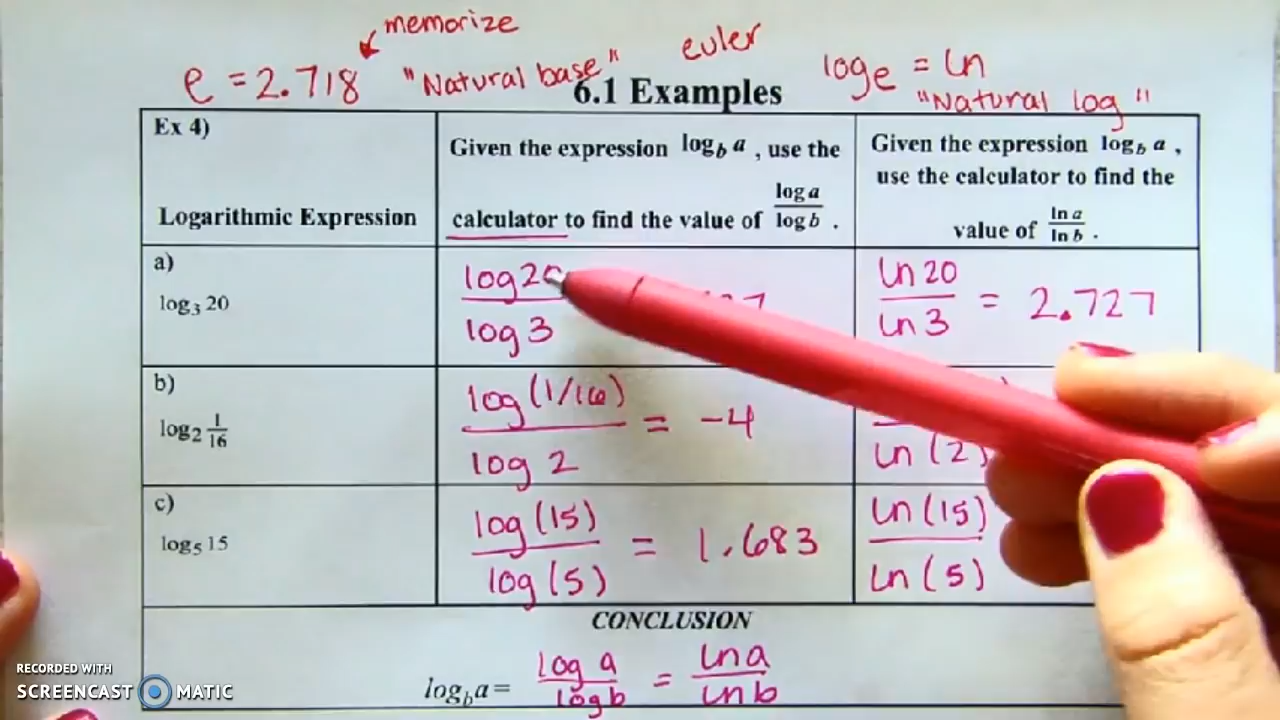 memorize
e = 2.718 "Natural base" euler log_e = ln
"Natural log"
6.1 Examples
Ex 4)
Logarithmic Expression
Given the expression log_b a , use the
calculator to find the value of log a / log b .
Given the expression log_b a ,
use the calculator to find the
value of ln a / ln b .
a)
log₃ 20
log 20 / log 3
ln 20 / ln 3 = 2.727
b)
log₂ 1/16
log (1/16) / log 2 = -4
ln (2)
c)
log₅ 15
log (15) / log (5) = 1.683
ln (15) / ln (5)
CONCLUSION
log_b a = log a / log b = ln a / ln b
RECORDED WITH
SCREENCAST MATIC